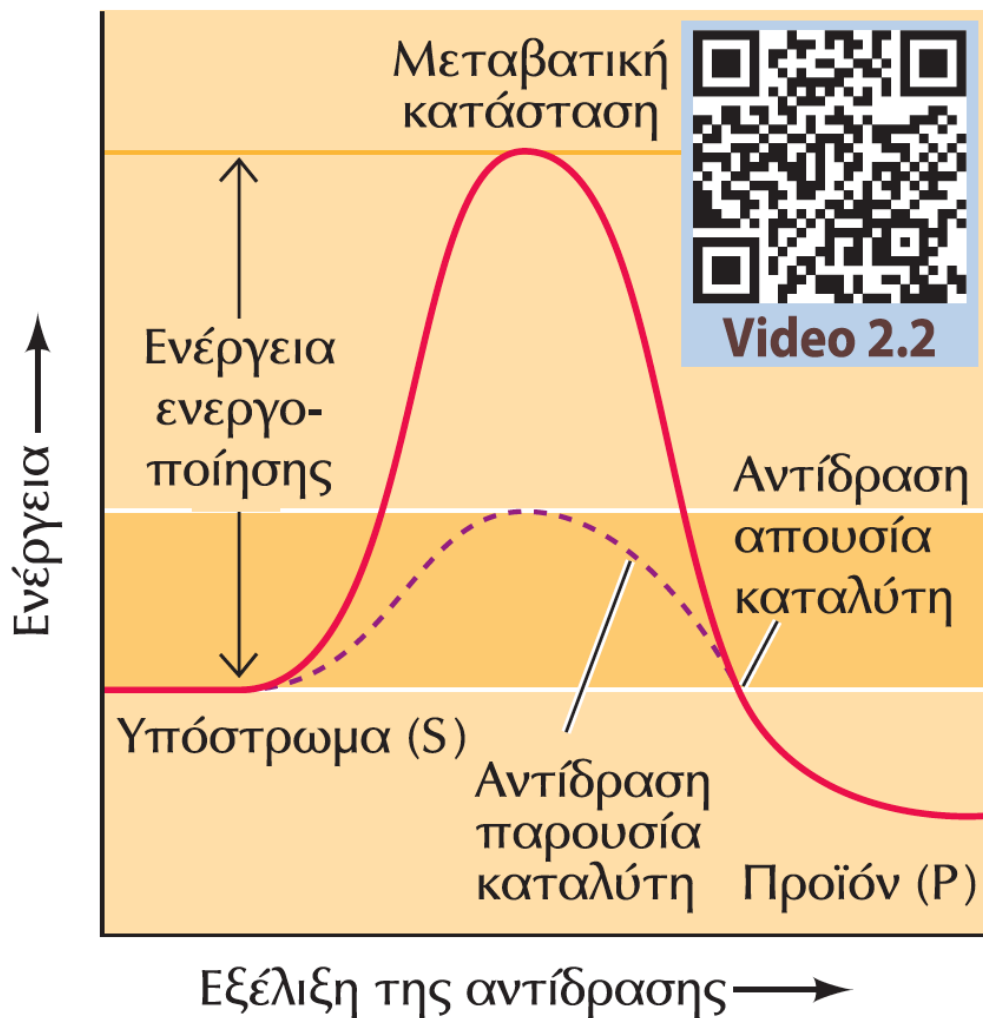 Μεταβατική
κατάσταση
Video 2.2
Ενέργεια
ενεργο-
ποίησης
Ενέργεια
Αντίδραση
απουσία
καταλύτη
Υπόστρωμα (S)
Αντίδραση
παρουσία
καταλύτη
Προϊόν (P)
Εξέλιξη της αντίδρασης